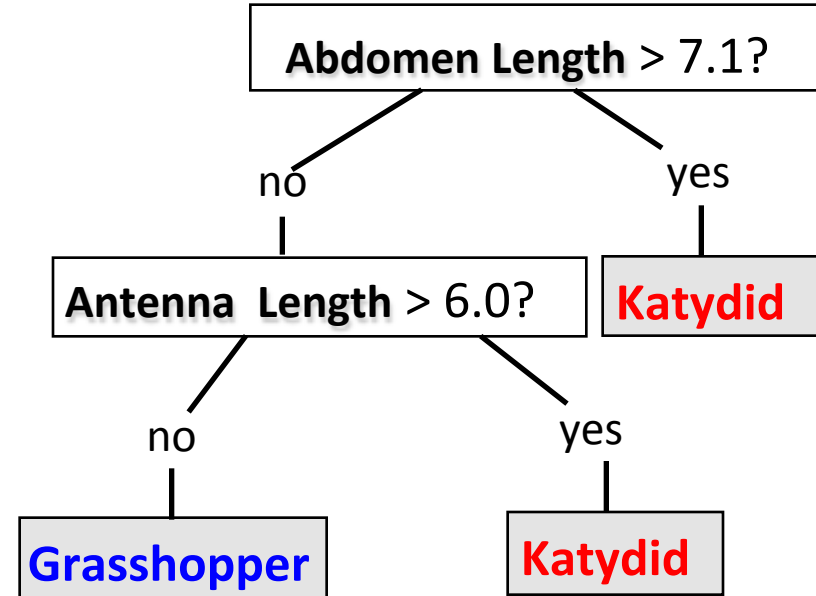 Abdomen Length > 7.1?
no
yes
Antenna Length > 6.0?
Katydid
no
yes
Grasshopper
Katydid